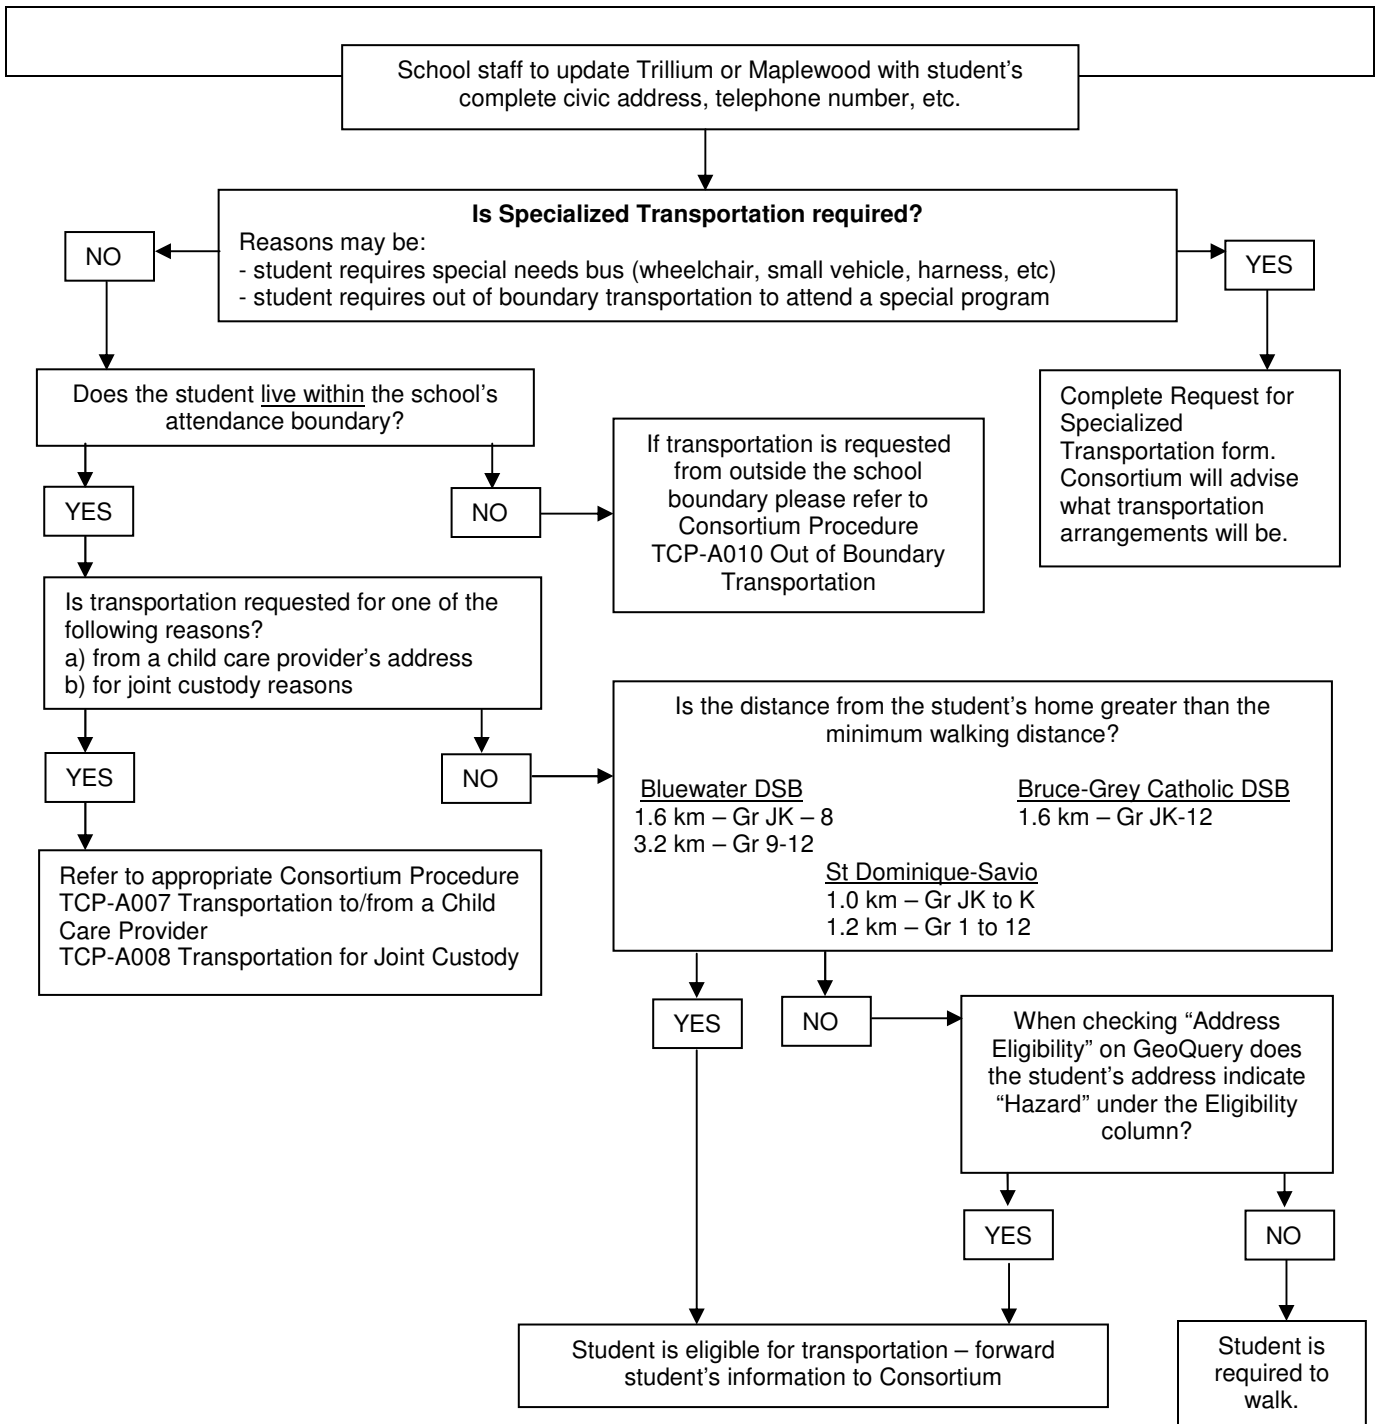 School staff to update Trillium or Maplewood with student's
complete civic address, telephone number, etc.
Is Specialized Transportation required?
Reasons may be:
- student requires special needs bus (wheelchair, small vehicle, harness, etc)
- student requires out of boundary transportation to attend a special program
NO
YES
Does the student live within the school's
attendance boundary?
Complete Request for
Specialized
Transportation form.
Consortium will advise
what transportation
arrangements will be.
YES
NO
If transportation is requested
from outside the school
boundary please refer to
Consortium Procedure
TCP-A010 Out of Boundary
Transportation
Is transportation requested for one of the
following reasons?
a) from a child care provider's address
b) for joint custody reasons
YES
NO
Is the distance from the student's home greater than the
minimum walking distance?
Bluewater DSB
1.6 km – Gr JK – 8
3.2 km – Gr 9-12
Bruce-Grey Catholic DSB
1.6 km – Gr JK-12
St Dominique-Savio
1.0 km – Gr JK to K
1.2 km – Gr 1 to 12
Refer to appropriate Consortium Procedure
TCP-A007 Transportation to/from a Child
Care Provider
TCP-A008 Transportation for Joint Custody
YES
NO
When checking “Address
Eligibility” on GeoQuery does
the student's address indicate
“Hazard” under the Eligibility
column?
YES
NO
Student is eligible for transportation – forward
student's information to Consortium
Student is
required to
walk.